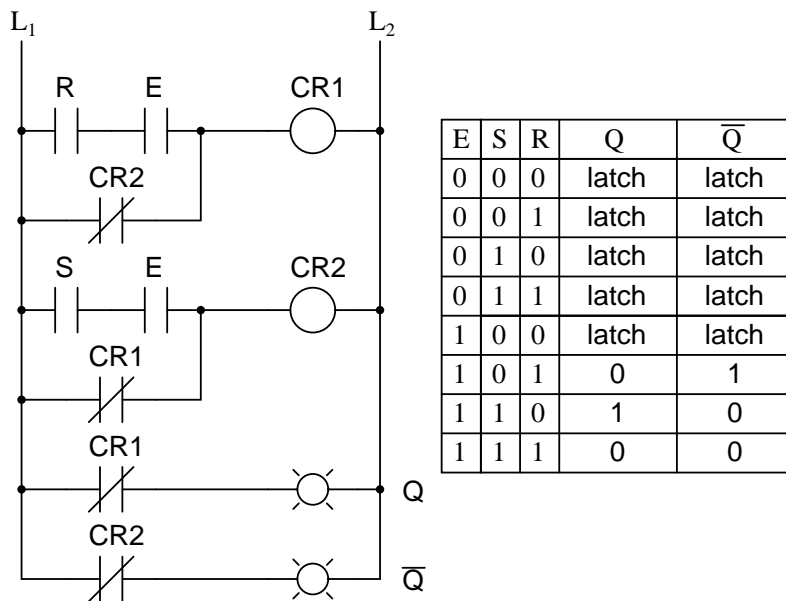 L₁ L₂
R E CR1
CR2
S E CR2
CR1
CR1
Q
CR2
Q̅
E S R Q Q̅
0 0 0 latch latch
0 0 1 latch latch
0 1 0 latch latch
0 1 1 latch latch
1 0 0 latch latch
1 0 1 0 1
1 1 0 1 0
1 1 1 0 0